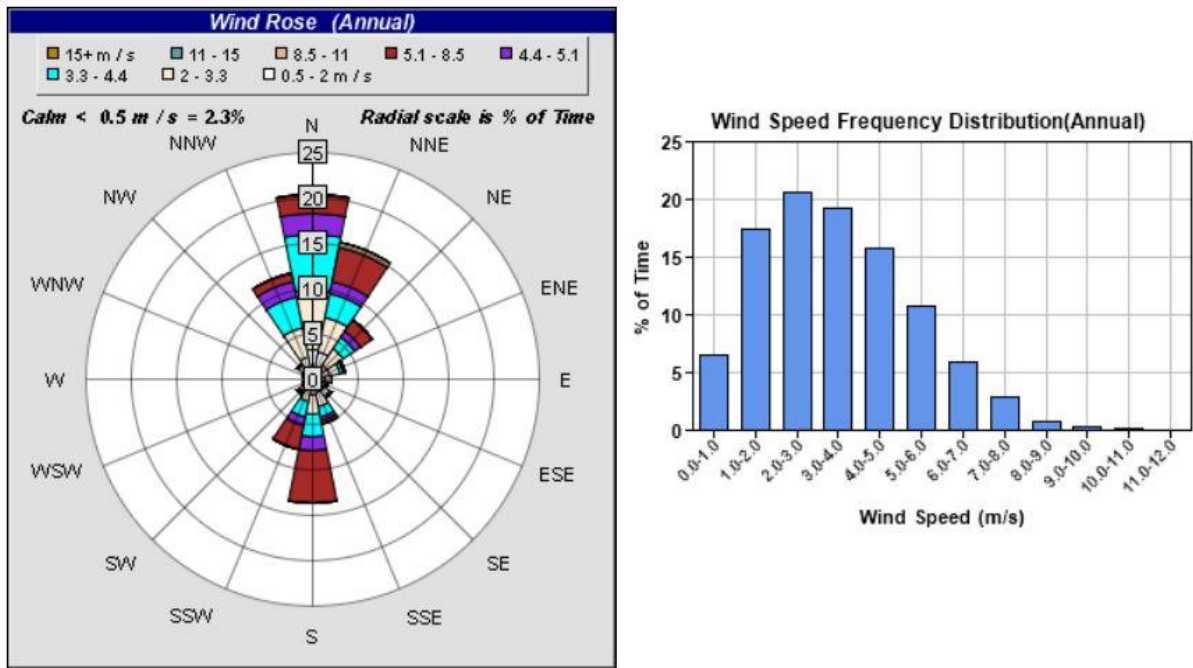 Wind Rose (Annual)
15+ m / s 11 - 15 8.5 - 11 5.1 - 8.5 4.4 - 5.1
3.3 - 4.4 2 - 3.3 0.5 - 2 m / s
Calm < 0.5 m / s = 2.3% Radial scale is % of Time
N
NNW NNE
25
NW NE
20
15
WNW ENE
10
5
W 0 E
WSW ESE
SW SE
SSW SSE
S
Wind Speed Frequency Distribution(Annual)
25
20
15
10
5
0
% of Time
0.0-1.0 1.0-2.0 2.0-3.0 3.0-4.0 4.0-5.0 5.0-6.0 6.0-7.0 7.0-8.0 8.0-9.0 9.0-10.0 10.0-11.0 11.0-12.0
Wind Speed (m/s)